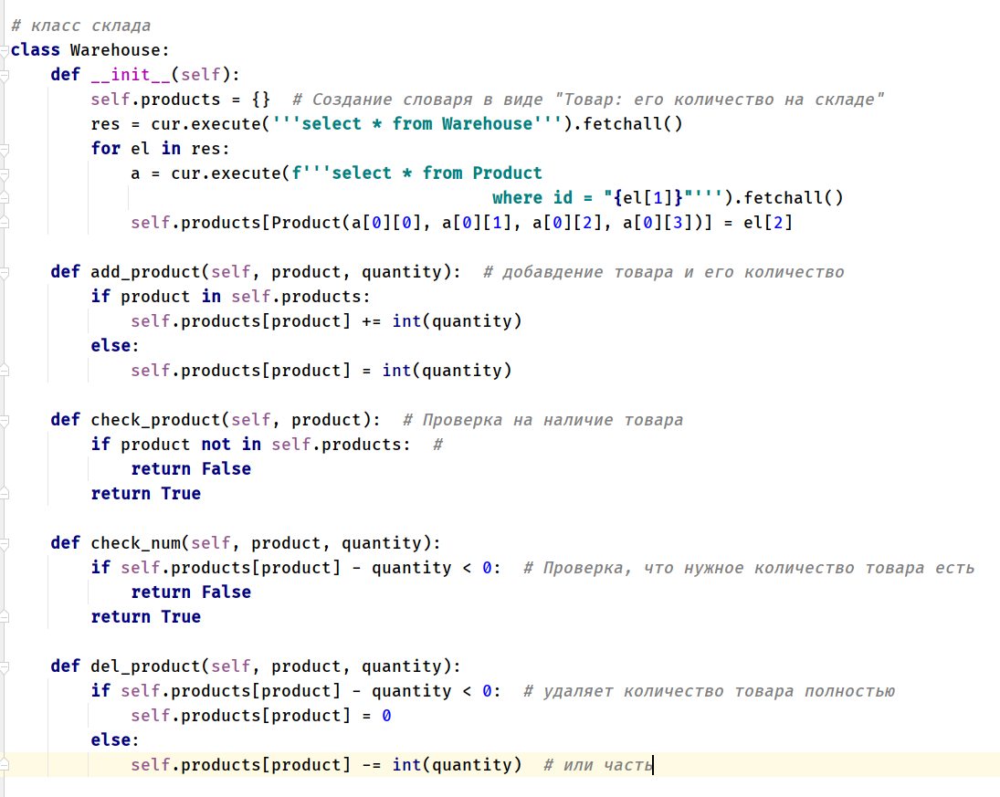 # класс склада
class Warehouse:
    def __init__(self):
        self.products = {}  # Создание словаря в виде "Товар: его количество на складе"
        res = cur.execute('''select * from Warehouse''').fetchall()
        for el in res:
            a = cur.execute(f'''select * from Product
                                                where id = "{el[1]}"''').fetchall()
            self.products[Product(a[0][0], a[0][1], a[0][2], a[0][3])] = el[2]

    def add_product(self, product, quantity):  # добавдение товара и его количество
        if product in self.products:
            self.products[product] += int(quantity)
        else:
            self.products[product] = int(quantity)

    def check_product(self, product):  # Проверка на наличие товара
        if product not in self.products:  #
            return False
        return True

    def check_num(self, product, quantity):
        if self.products[product] - quantity < 0:  # Проверка, что нужное количество товара есть
            return False
        return True

    def del_product(self, product, quantity):
        if self.products[product] - quantity < 0:  # удаляет количество товара полностью
            self.products[product] = 0
        else:
            self.products[product] -= int(quantity)  # или часть